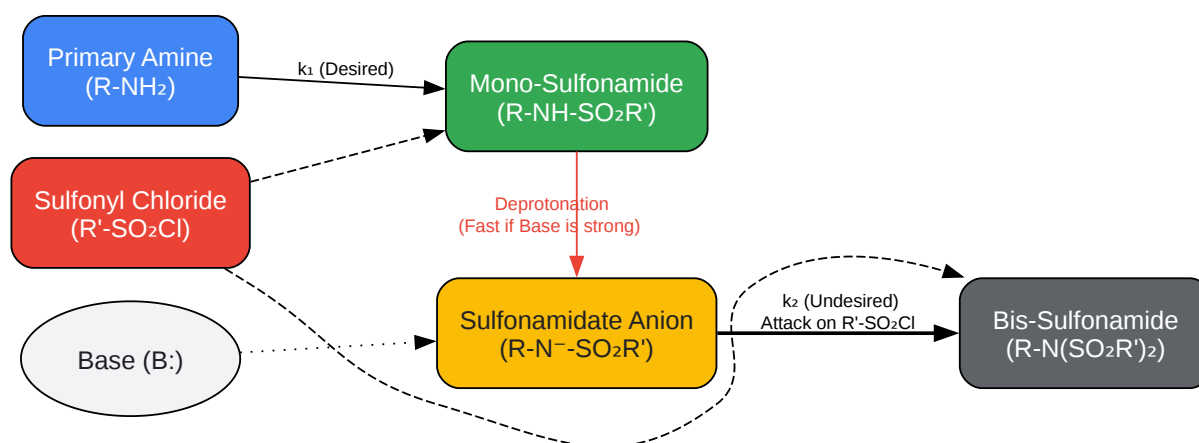 Primary Amine
(R-NH₂)
k₁ (Desired)
Mono-Sulfonamide
(R-NH-SO₂R')
Sulfonyl Chloride
(R'-SO₂Cl)
Deprotonation
(Fast if Base is strong)
Base (B:)
Sulfonamidate Anion
(R-N⁻-SO₂R')
k₂ (Undesired)
Attack on R'-SO₂Cl
Bis-Sulfonamide
(R-N(SO₂R')₂)